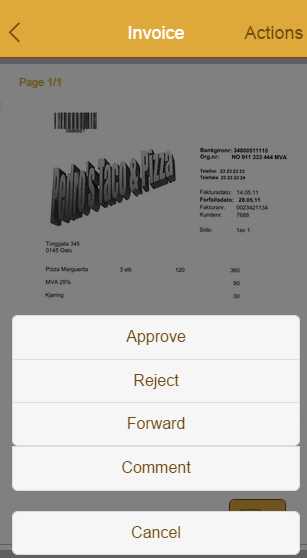 Invoice Actions
Page 1/1
3000007
Bankgironr: 34800511110
Org.nr: NO 911 333 444 MVA
Pedro's Taco & Pizza
Telefon 23 23 23 23
Telefaks 23 23 23 24
Fakturadato: 14.05.11
Forfallsdato: 28.05.11
Fakturanr. 0023421134
Kundenr. 7688
Side: 1av 1
Torggata 345
0145 Oslo
Pizza Marguerita 3 stk 120 360
MVA 25% 90
Kjøring 30
Approve
Reject
Forward
Comment
Cancel